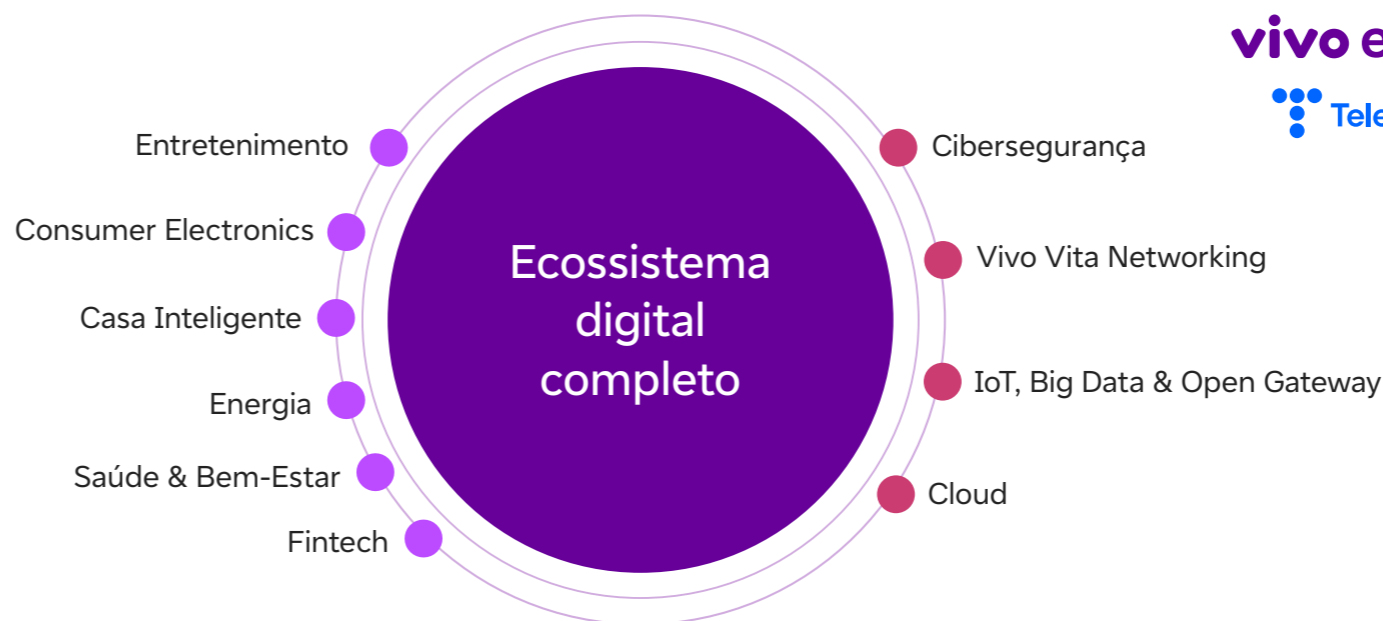 vivo
Entretenimento
Consumer Electronics
Casa Inteligente
Energia
Saúde & Bem-Estar
Fintech
Ecossistema
digital
completo
Cibersegurança
Vivo Vita Networking
IoT, Big Data & Open Gateway
Cloud